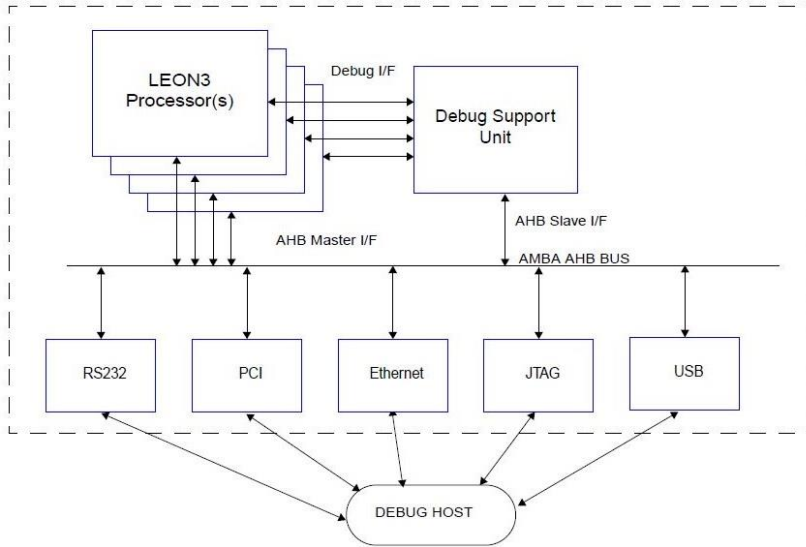 LEON3
Processor(s)
Debug I/F
Debug Support
Unit
AHB Slave I/F
AHB Master I/F
AMBA AHB BUS
RS232
PCI
Ethernet
JTAG
USB
DEBUG HOST